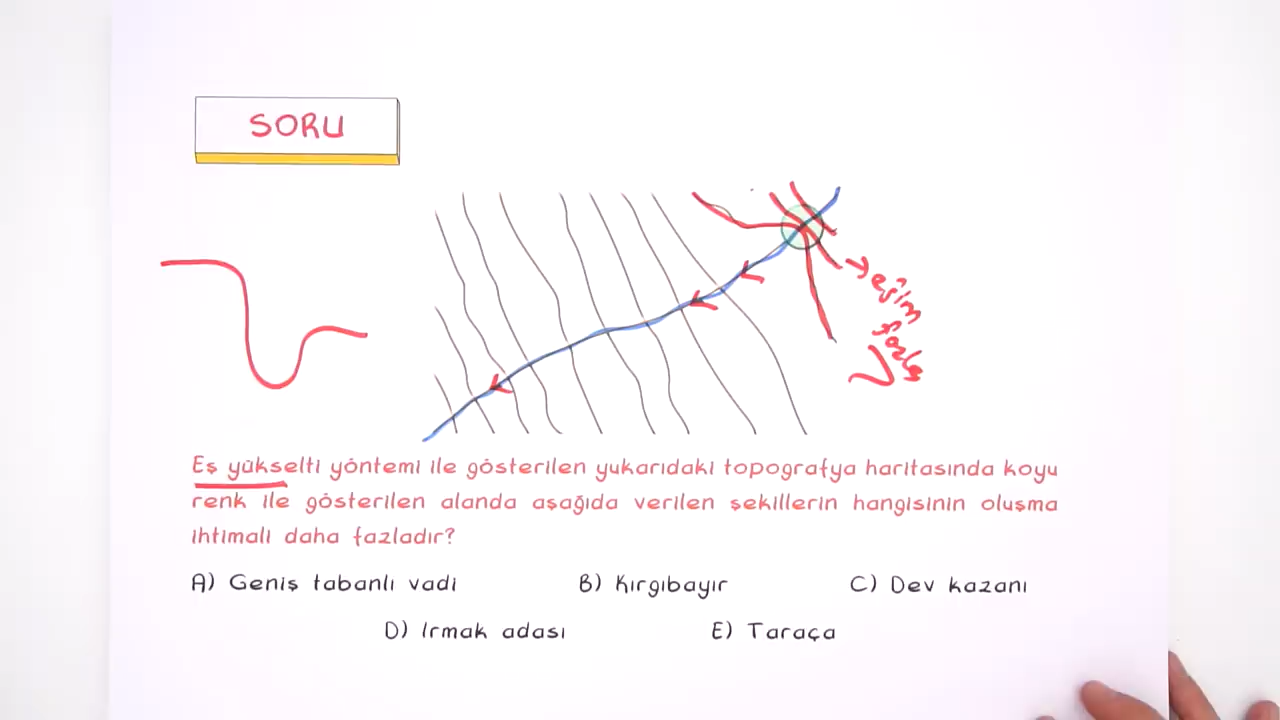 SORU
eğim
fazla
Eş yükselti yöntemi ile gösterilen yukarıdaki topografya haritasında koyu
renk ile gösterilen alanda aşağıda verilen şekillerin hangisinin oluşma
ihtimali daha fazladır?
A) Geniş tabanlı vadi B) Kırgıbayır C) Dev kazanı
D) Irmak adası E) Taraça